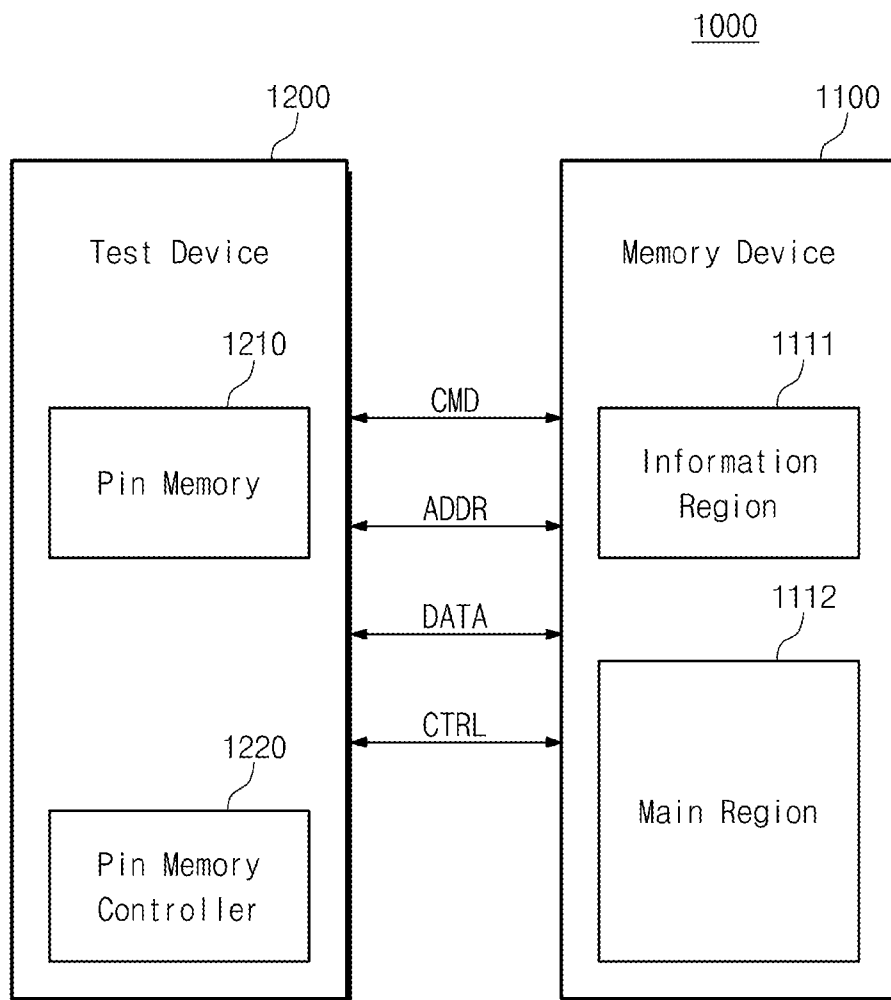 1000
1200
1100
Test Device
Memory Device
1210
1111
Pin Memory
CMD
Information
Region
ADDR
DATA
1112
CTRL
1220
Main Region
Pin Memory
Controller